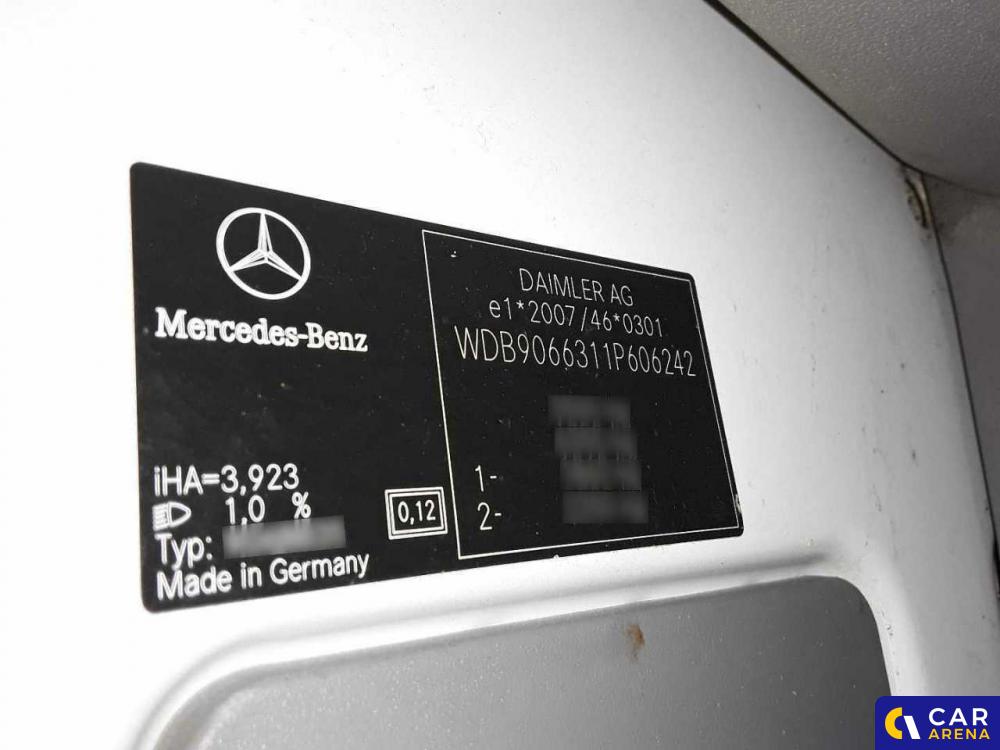 Mercedes-Benz
iHA=3,923
1,0 %
Typ:
Made in Germany
0,12
DAIMLER AG
e1*2007/46*0301
WDB9066311P606242
1-
2-
CAR
ARENA